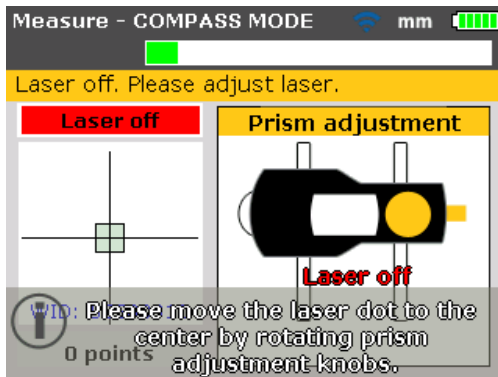 Measure - COMPASS MODE mm
Laser off. Please adjust laser.
Laser off
Prism adjustment
Laser off
WID:
Please move the laser dot to the
center by rotating prism
adjustment knobs.
0 points